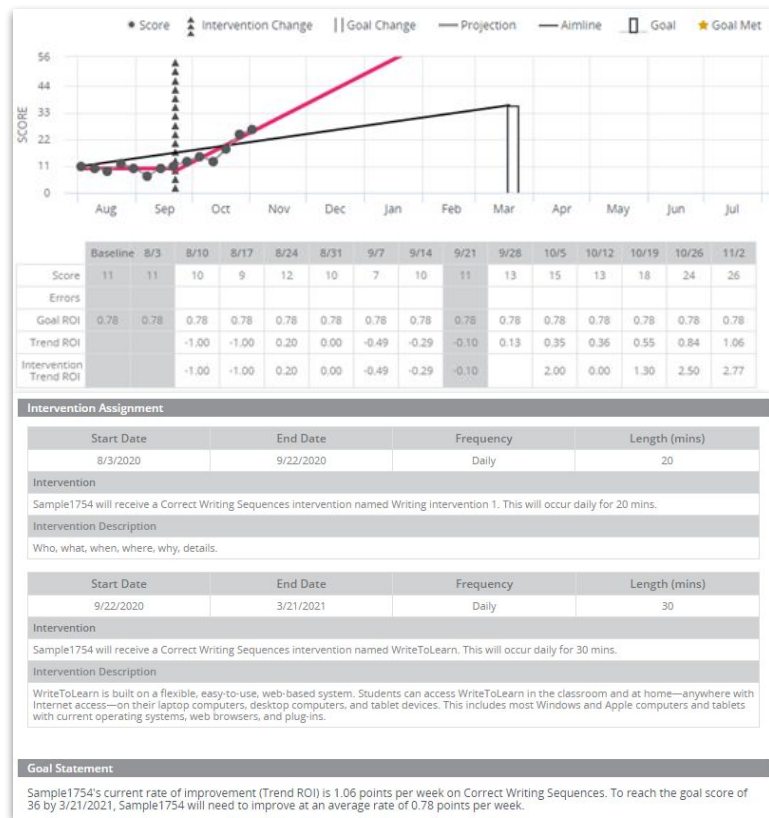 Score Intervention Change Goal Change Projection Aimline Goal Goal Met
56
44
33
22
11
0
SCORE
Aug Sep Oct Nov Dec Jan Feb Mar Apr May Jun Jul
Baseline 8/3 8/10 8/17 8/24 8/31 9/7 9/14 9/21 9/28 10/5 10/12 10/19 10/26 11/2
Score 11 11 10 9 12 10 7 10 11 13 15 13 18 24 26
Errors
Goal ROI 0.78 0.78 0.78 0.78 0.78 0.78 0.78 0.78 0.78 0.78 0.78 0.78 0.78 0.78 0.78
Trend ROI -1.00 -1.00 0.20 0.00 -0.49 -0.29 -0.10 0.13 0.35 0.36 0.55 0.84 1.06
Intervention
Trend ROI -1.00 -1.00 0.20 0.00 -0.49 -0.29 -0.10 2.00 0.00 1.30 2.50 2.77
Intervention Assignment
Start Date End Date Frequency Length (mins)
8/3/2020 9/22/2020 Daily 20
Intervention
Sample1754 will receive a Correct Writing Sequences intervention named Writing intervention 1. This will occur daily for 20 mins.
Intervention Description
Who, what, when, where, why, details.
Start Date End Date Frequency Length (mins)
9/22/2020 3/21/2021 Daily 30
Intervention
Sample1754 will receive a Correct Writing Sequences intervention named WriteToLearn. This will occur daily for 30 mins.
Intervention Description
WriteToLearn is built on a flexible, easy-to-use, web-based system. Students can access WriteToLearn in the classroom and at home—anywhere with
Internet access—on their laptop computers, desktop computers, and tablet devices. This includes most Windows and Apple computers and tablets
with current operating systems, web browsers, and plug-ins.
Goal Statement
Sample1754's current rate of improvement (Trend ROI) is 1.06 points per week on Correct Writing Sequences. To reach the goal score of
36 by 3/21/2021, Sample1754 will need to improve at an average rate of 0.78 points per week.